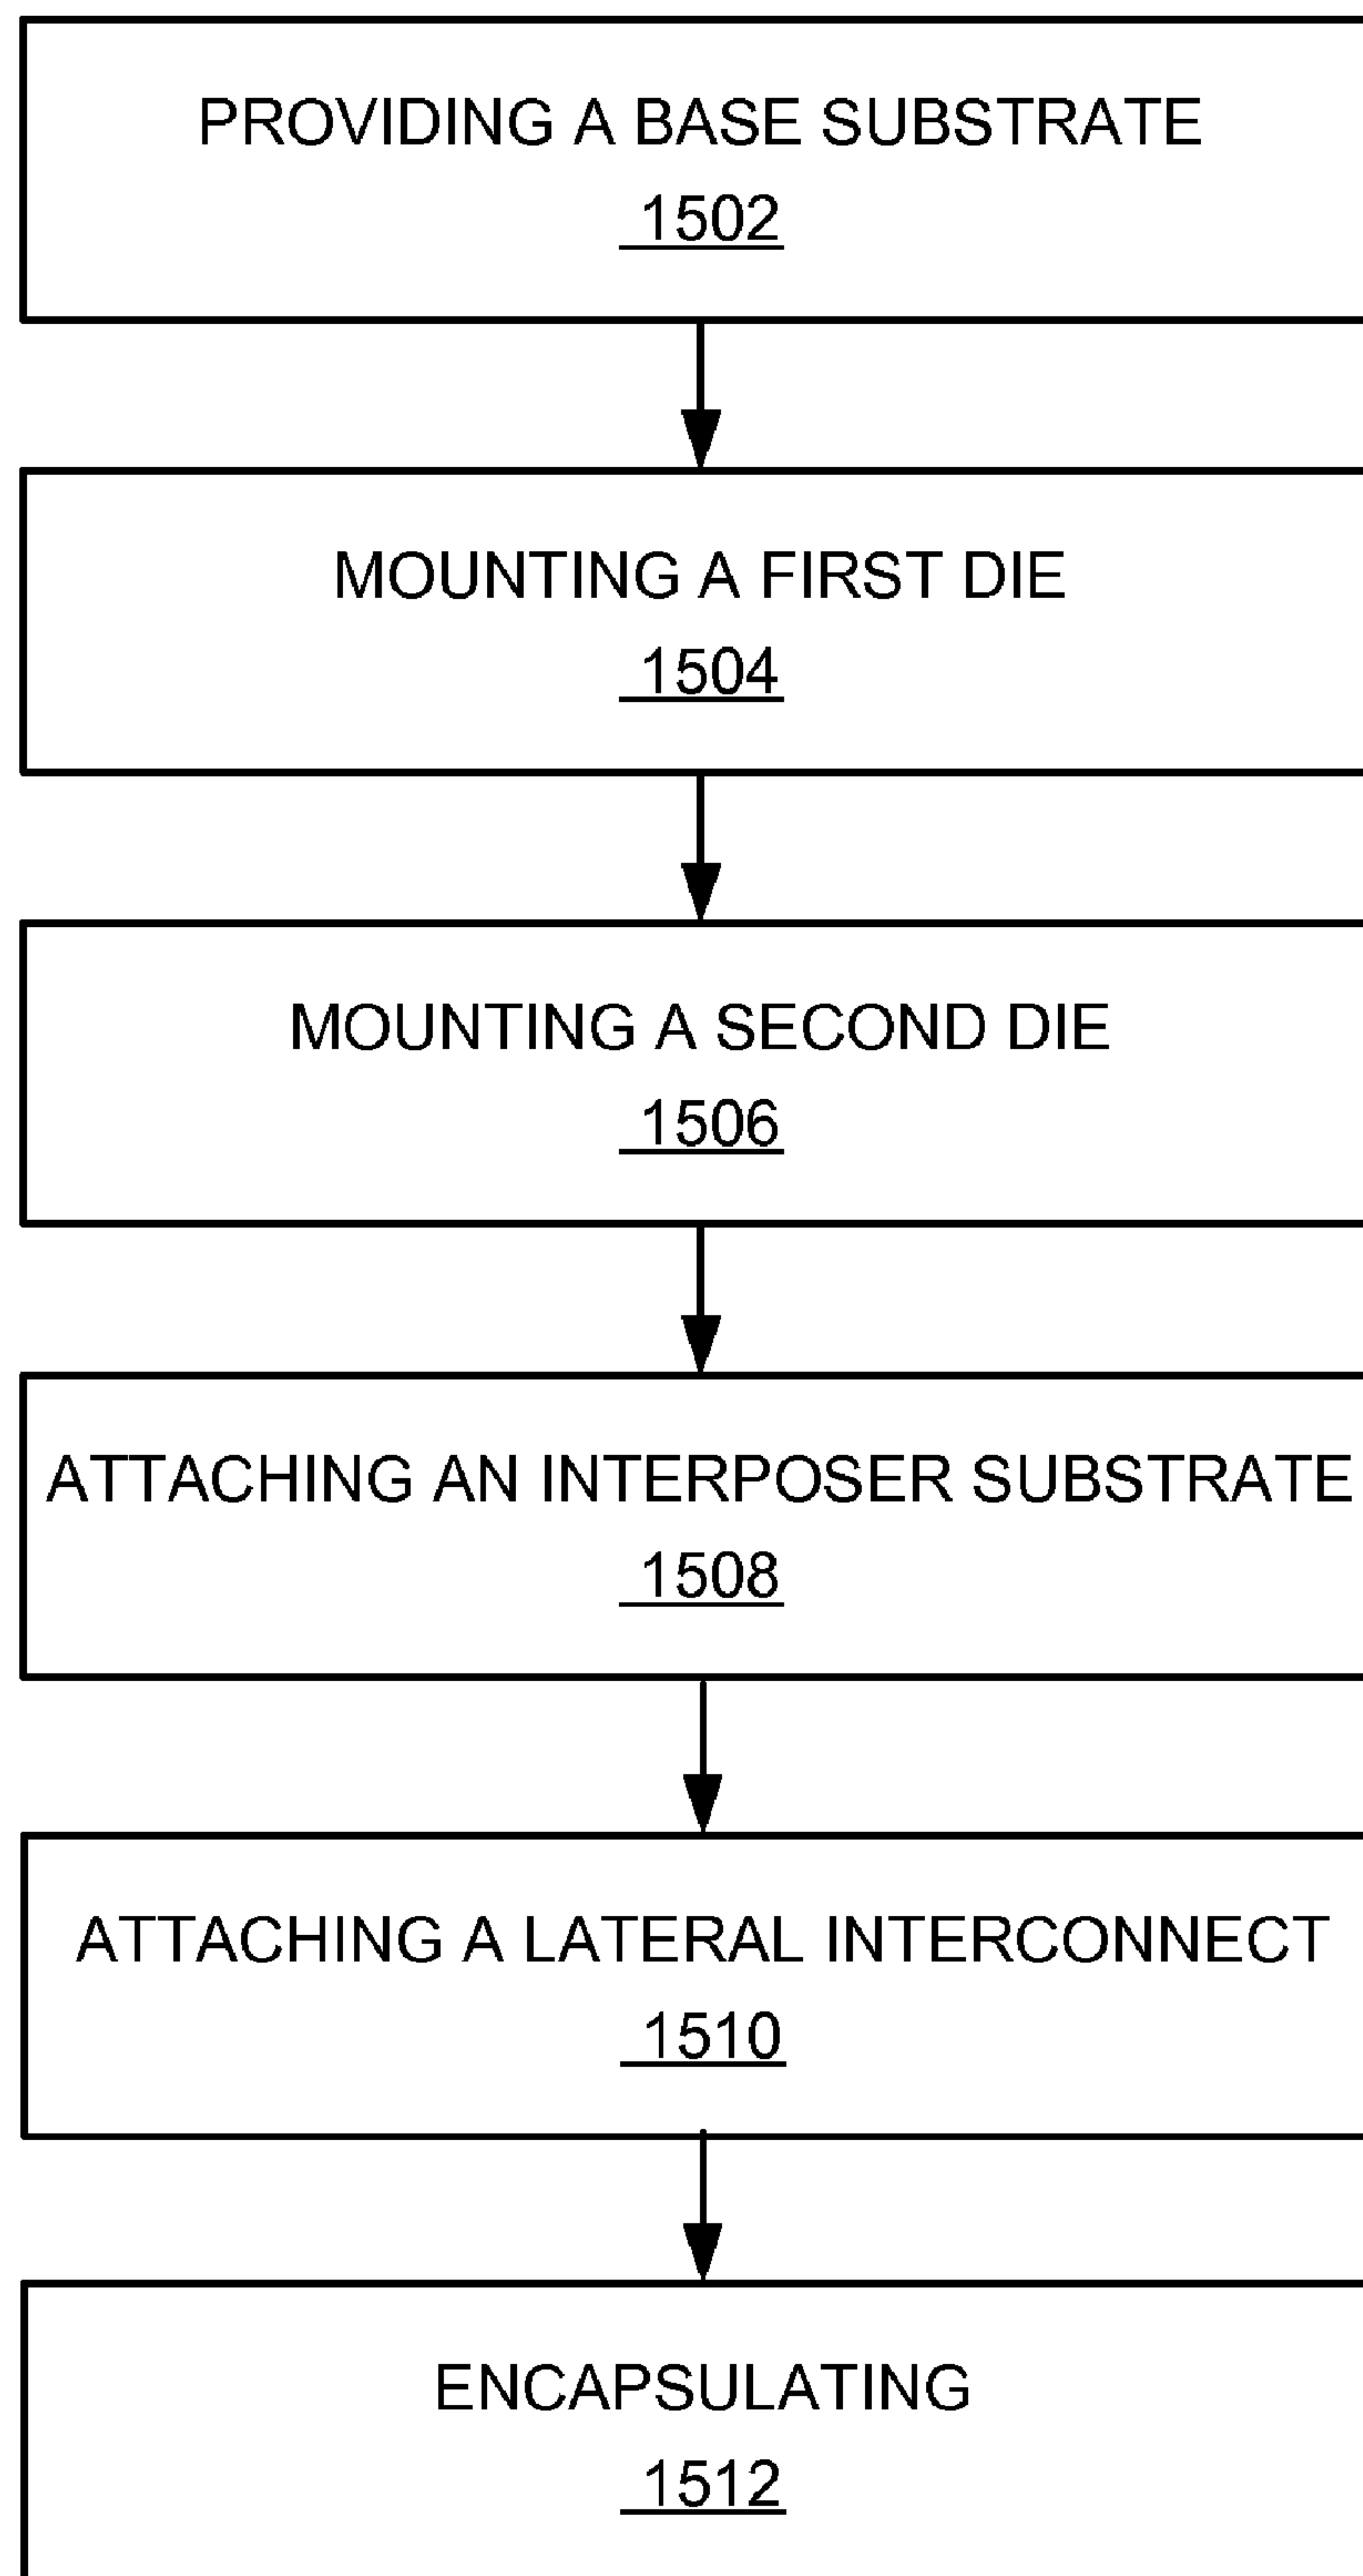 PROVIDING A BASE SUBSTRATE
1502
MOUNTING A FIRST DIE
1504
MOUNTING A SECOND DIE
1506
ATTACHING AN INTERPOSER SUBSTRATE
1508
ATTACHING A LATERAL INTERCONNECT
1510
ENCAPSULATING
1512